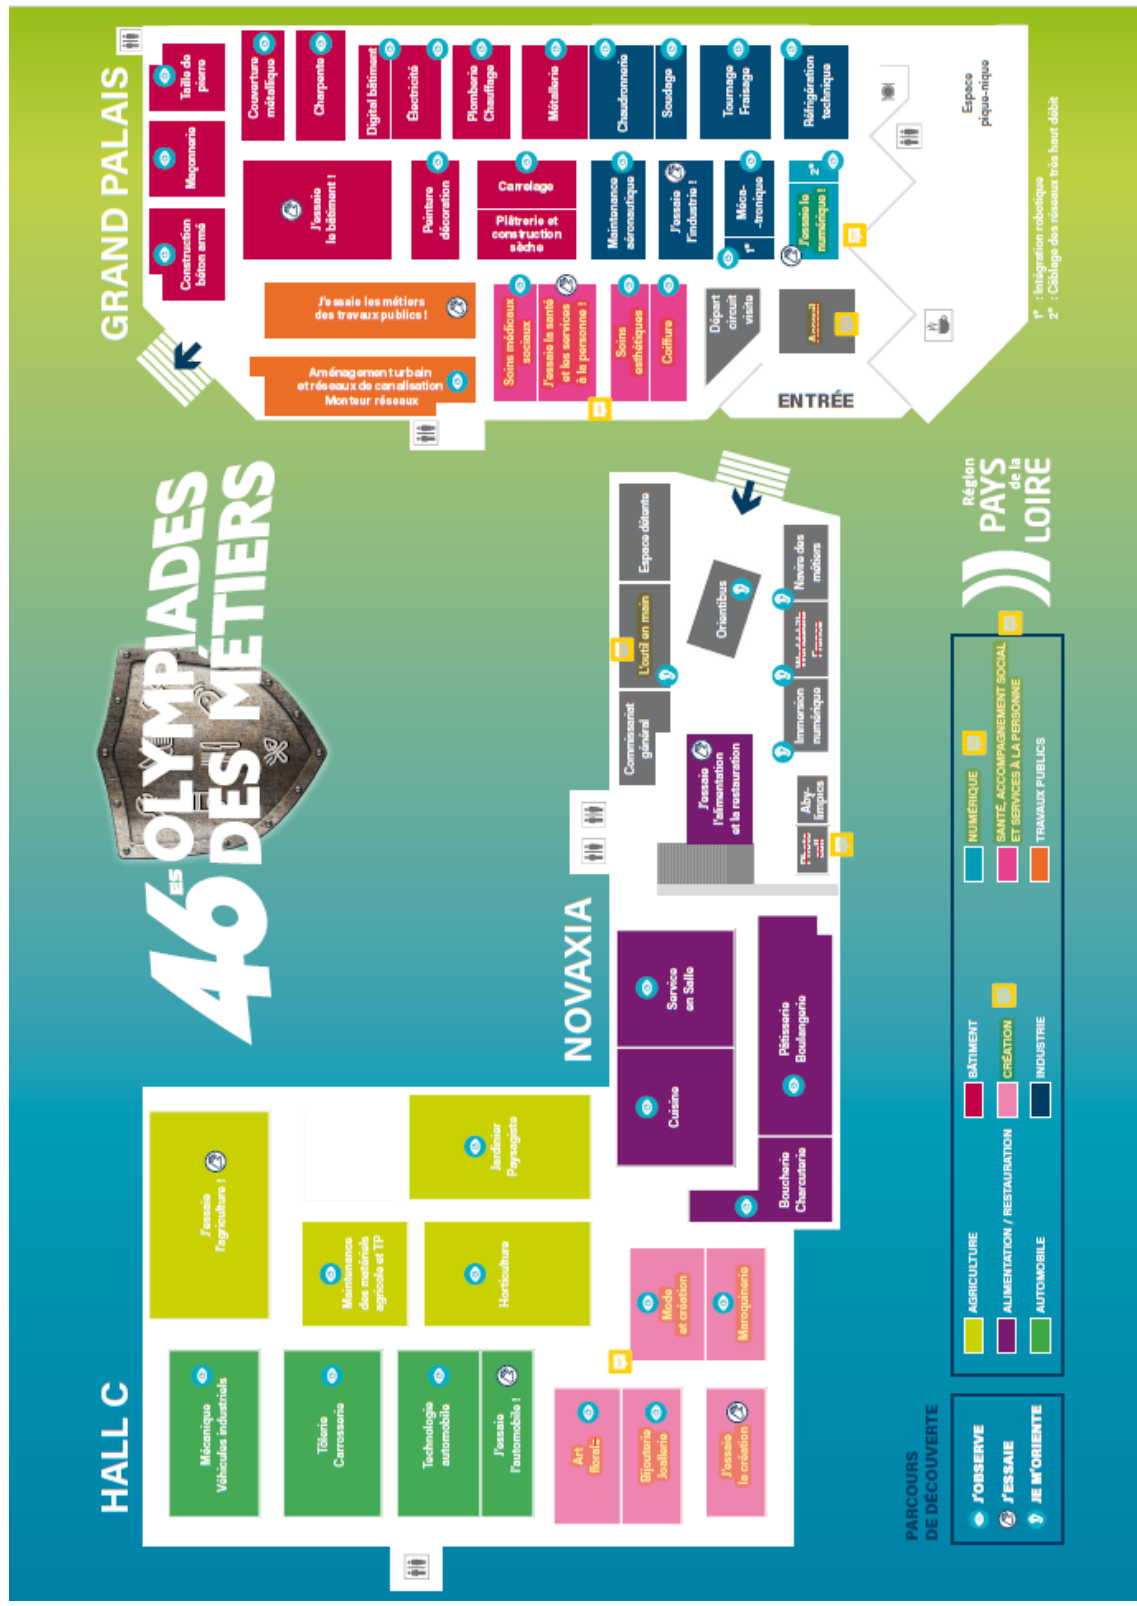 46ES OLYMPIADES
DES MÉTIERS
HALL C
Mécanique
Véhicules industriels
Tôlerie
Carrosserie
Technologie
automobile
J'essaie
l'automobile !
J'essaie
l'agriculture !
Maintenance
des matériels
agricole et TP
Horticulture
Jardinier
Paysagiste
Art
floral
Bijouterie
Joallerie
J'essaie
la création
Mode
et création
Maroquinerie
NOVAXIA
Cuisine
Service
en Salle
Boucherie
Charcuterie
Pâtisserie
Boulangerie
J'essaie
l'alimentation
et la restauration
Commissariat
général
L'outil en main
Espace détente
Orientibus
Aby-
limpics
Immersion
numérique
France
Navire des
métiers
GRAND PALAIS
Taille de
pierre
Maçonnerie
Construction
béton armé
Couverture
métallique
Charpente
Digital bâtiment
Électricité
Plomberie
Chauffage
Métallerie
Chaudronnerie
Soudage
Tournage
Fraisage
Réfrigération
technique
J'essaie
le bâtiment !
Peinture
décoration
Carrelage
Plâtrerie et
construction
sèche
Maintenance
aéronautique
J'essaie
l'industrie !
Méca-
-tronique
1*
2*
J'essaie le
numérique !
J'essaie les métiers
des travaux publics !
Aménagement urbain
et réseaux de canalisation
Monteur réseaux
Soins médicaux
sociaux
J'essaie la santé
et les services
à la personne !
Soins
esthétiques
Coiffure
Départ
circuit
visite
Accueil
ENTRÉE
Espace
pique-nique
1* : Intégration robotique
2* : Câblage des réseaux très haut débit
PARCOURS
DE DÉCOUVERTE
J'OBSERVE
J'ESSAIE
JE M'ORIENTE
AGRICULTURE
ALIMENTATION / RESTAURATION
AUTOMOBILE
BÂTIMENT
CRÉATION
INDUSTRIE
NUMÉRIQUE
SANTÉ, ACCOMPAGNEMENT SOCIAL
ET SERVICES À LA PERSONNE
TRAVAUX PUBLICS
Région
PAYS
de la
LOIRE